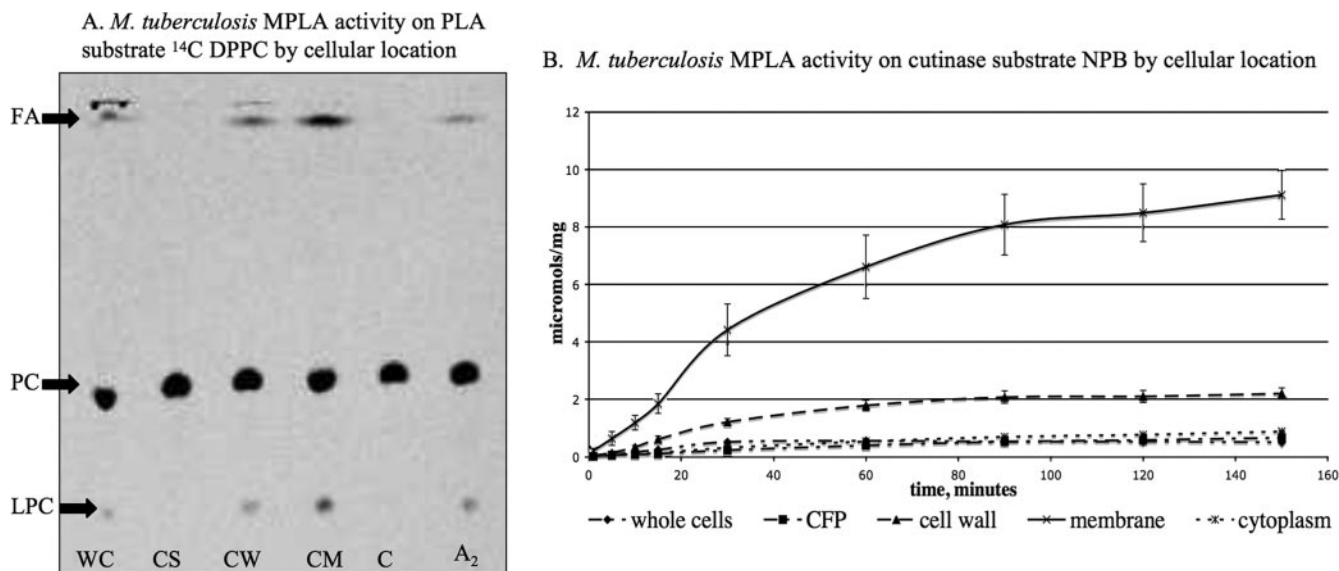 A. M. tuberculosis MPLA activity on PLA
substrate ¹⁴C DPPC by cellular location
FA
PC
LPC
WC CS CW CM C A₂
B. M. tuberculosis MPLA activity on cutinase substrate NPB by cellular location
micromols/mg
12
10
8
6
4
2
0
0 20 40 60 80 100 120 140 160
time, minutes
whole cells CFP cell wall membrane cytoplasm